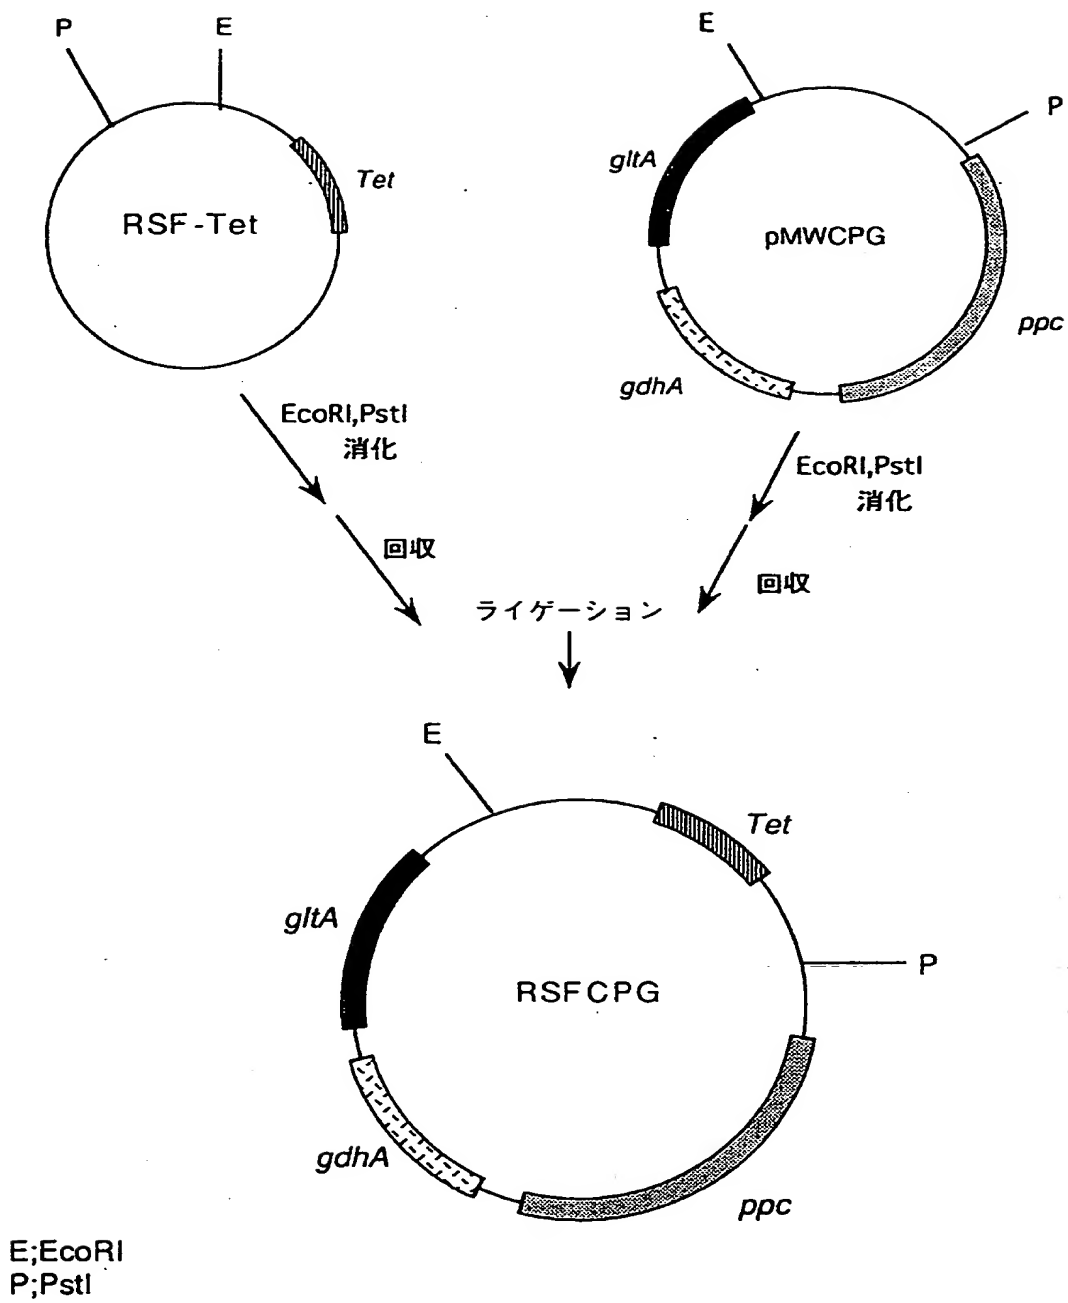 P
E
Tet
RSF-Tet
E
P
gltA
pMWCPG
ppc
gdhA
EcoRI,PstI
消化
回収
EcoRI,PstI
消化
回収
ライゲーション
E
Tet
gltA
P
RSFCPG
gdhA
ppc
E;EcoRI
P;PstI